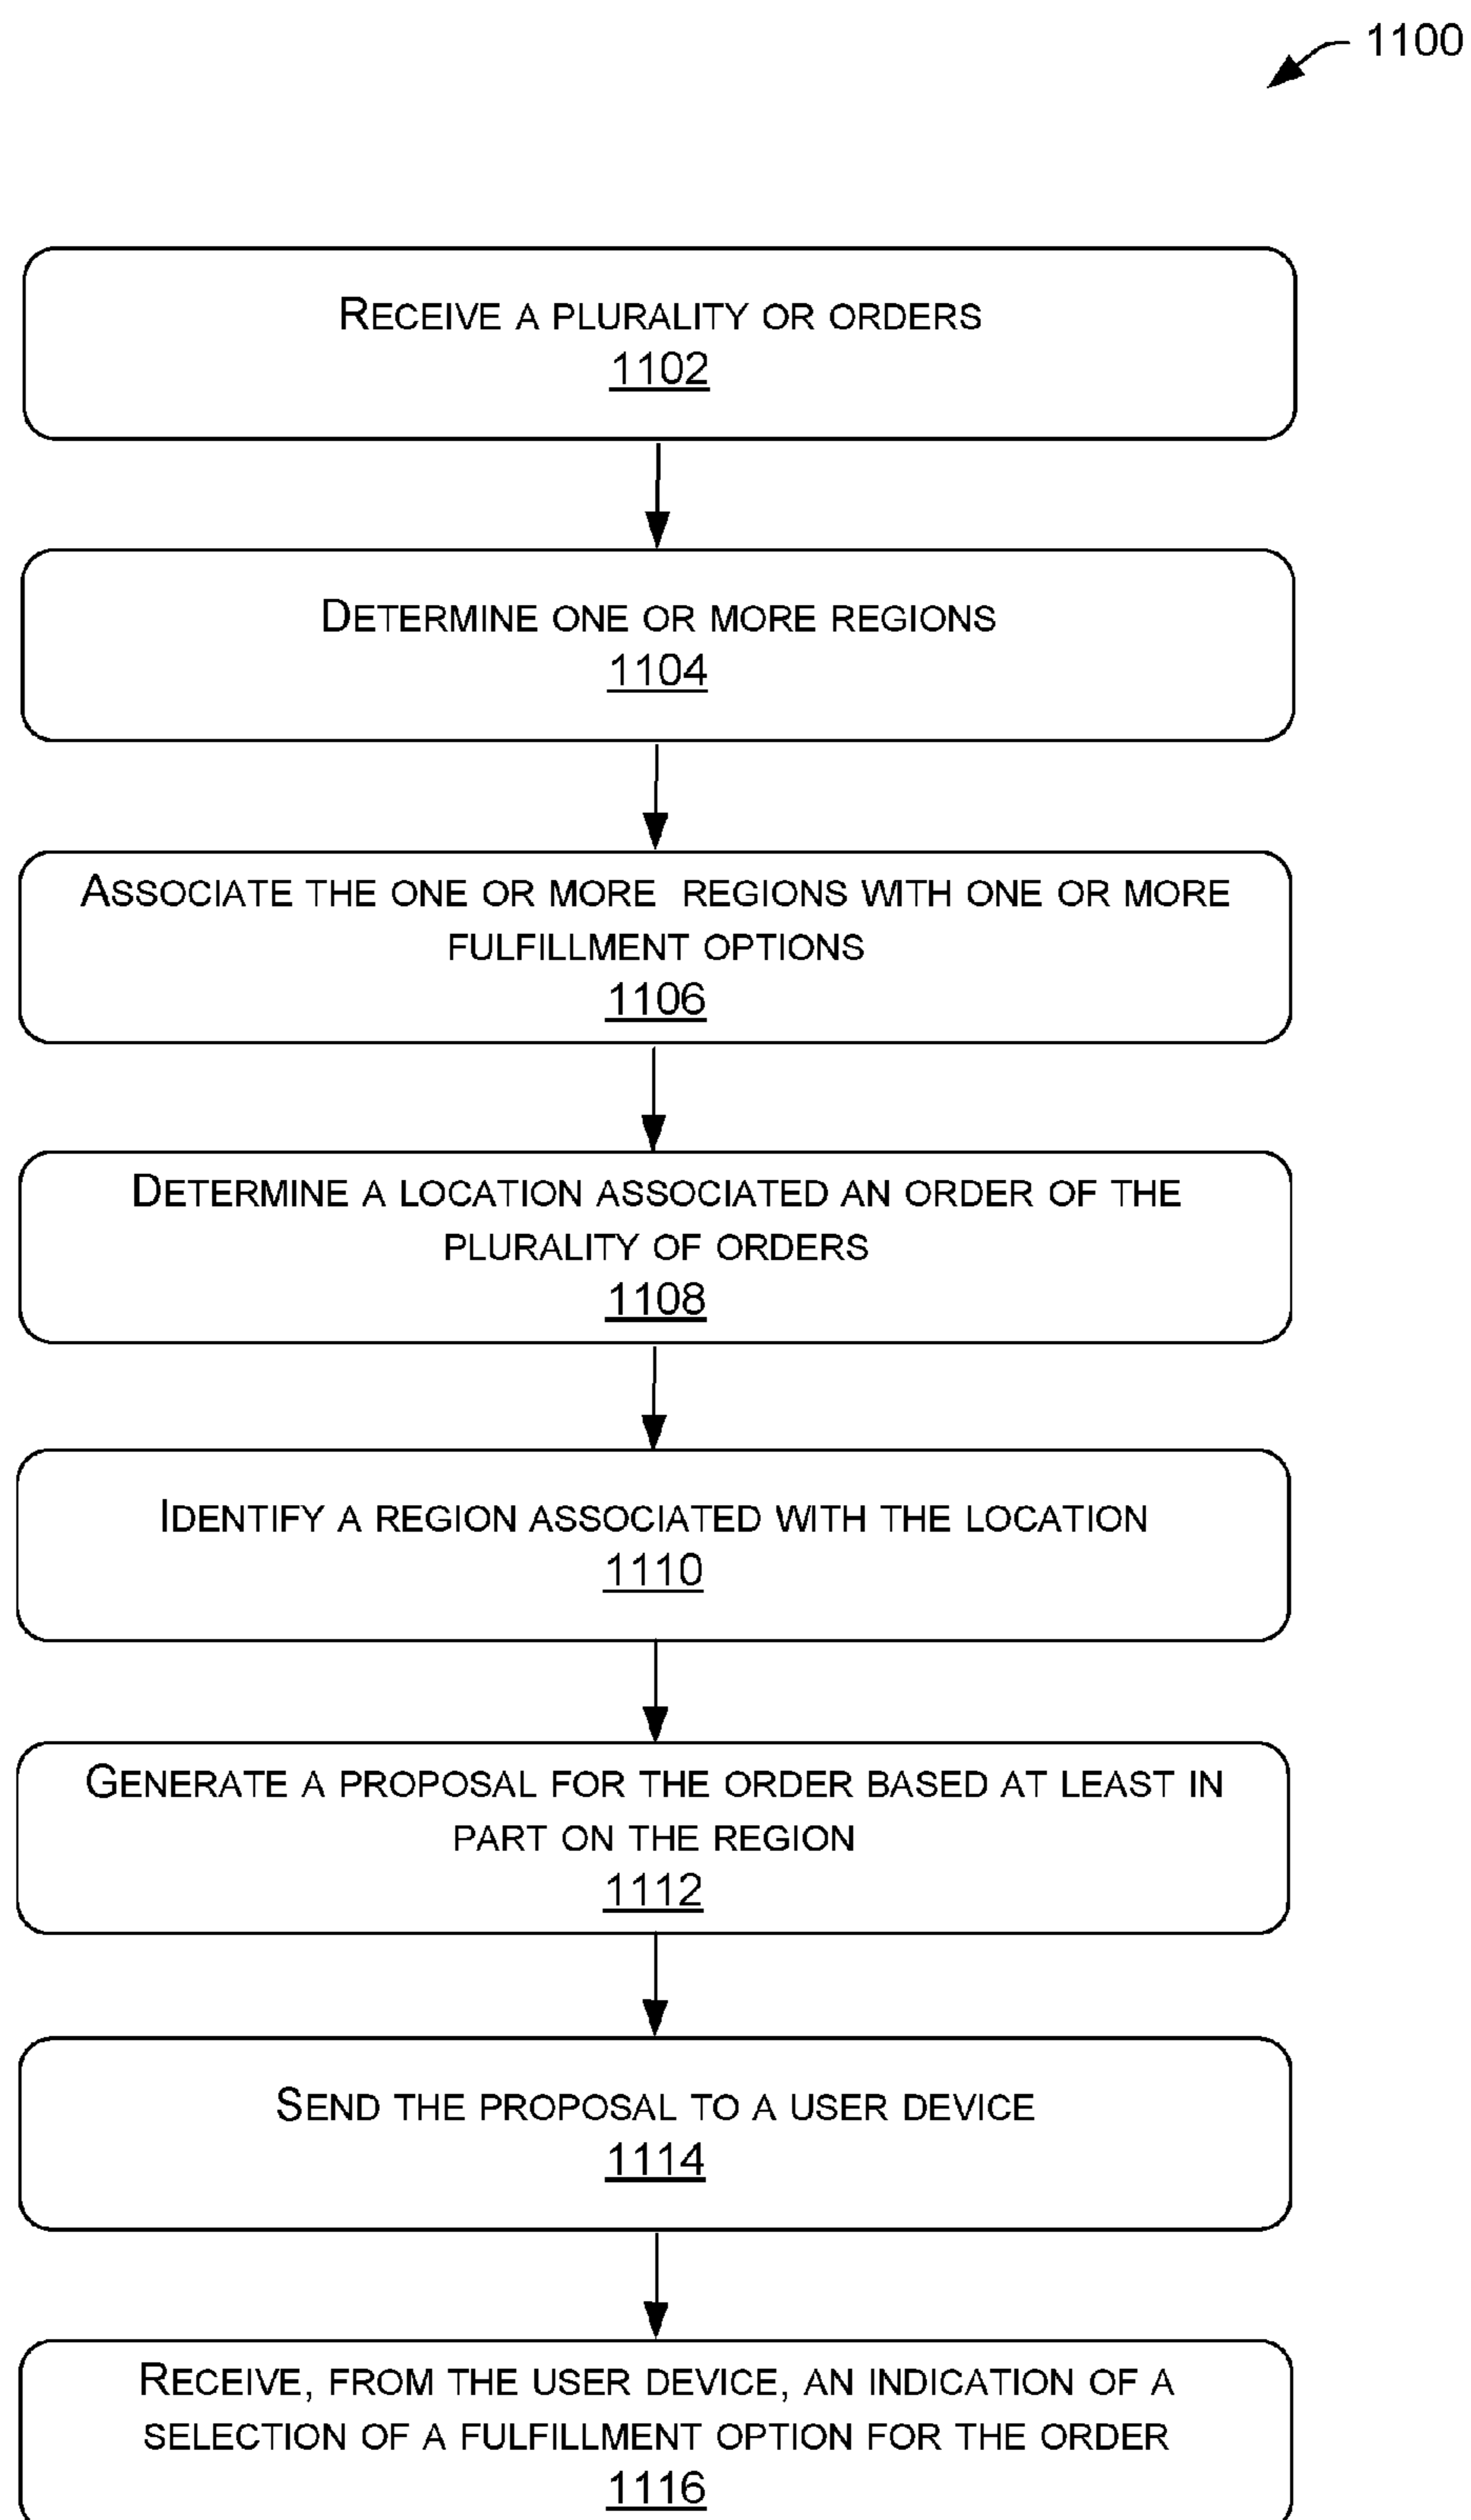 1100
RECEIVE A PLURALITY OR ORDERS
1102
DETERMINE ONE OR MORE REGIONS
1104
ASSOCIATE THE ONE OR MORE REGIONS WITH ONE OR MORE
FULFILLMENT OPTIONS
1106
DETERMINE A LOCATION ASSOCIATED AN ORDER OF THE
PLURALITY OF ORDERS
1108
IDENTIFY A REGION ASSOCIATED WITH THE LOCATION
1110
GENERATE A PROPOSAL FOR THE ORDER BASED AT LEAST IN
PART ON THE REGION
1112
SEND THE PROPOSAL TO A USER DEVICE
1114
RECEIVE, FROM THE USER DEVICE, AN INDICATION OF A
SELECTION OF A FULFILLMENT OPTION FOR THE ORDER
1116